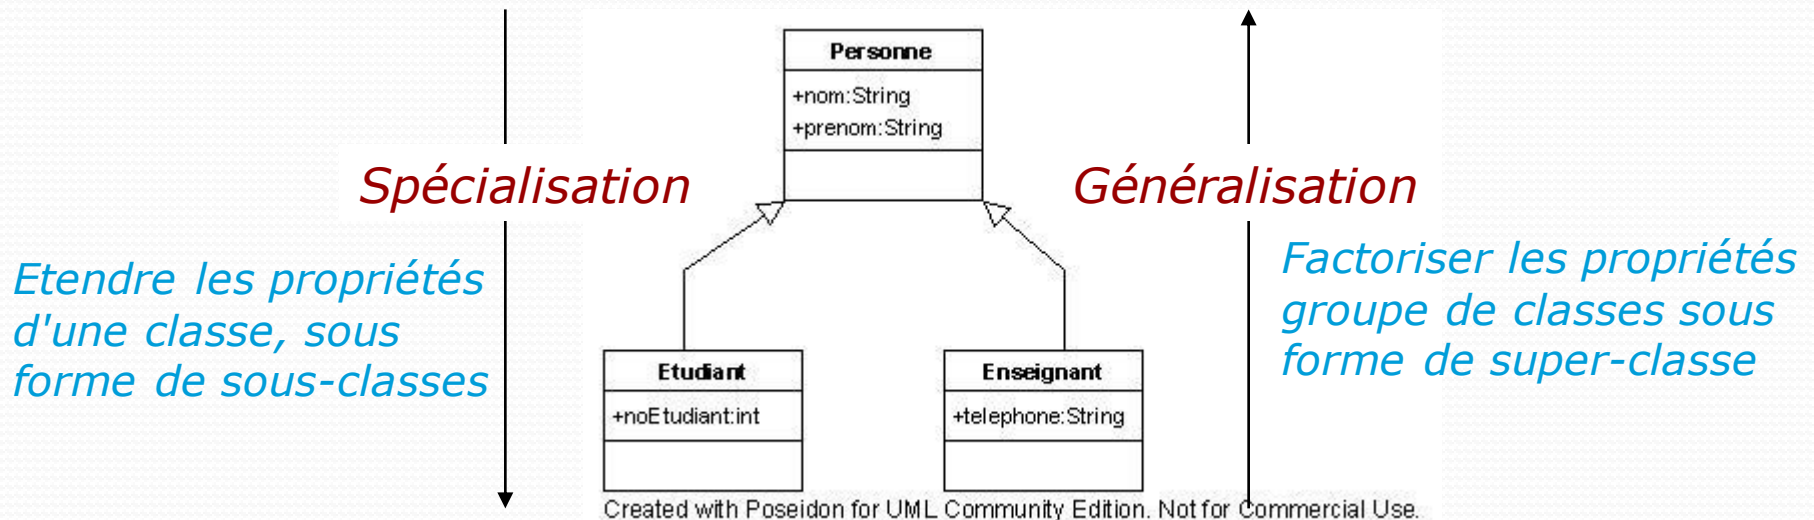 Personne
+nom:String
+prenom:String
Spécialisation
Généralisation
Etendre les propriétés
d'une classe, sous
forme de sous-classes
Factoriser les propriétés
groupe de classes sous
forme de super-classe
Etudiant
+noEtudiant:int
Enseignant
+telephone:String
Created with Poseidon for UML Community Edition. Not for Commercial Use.